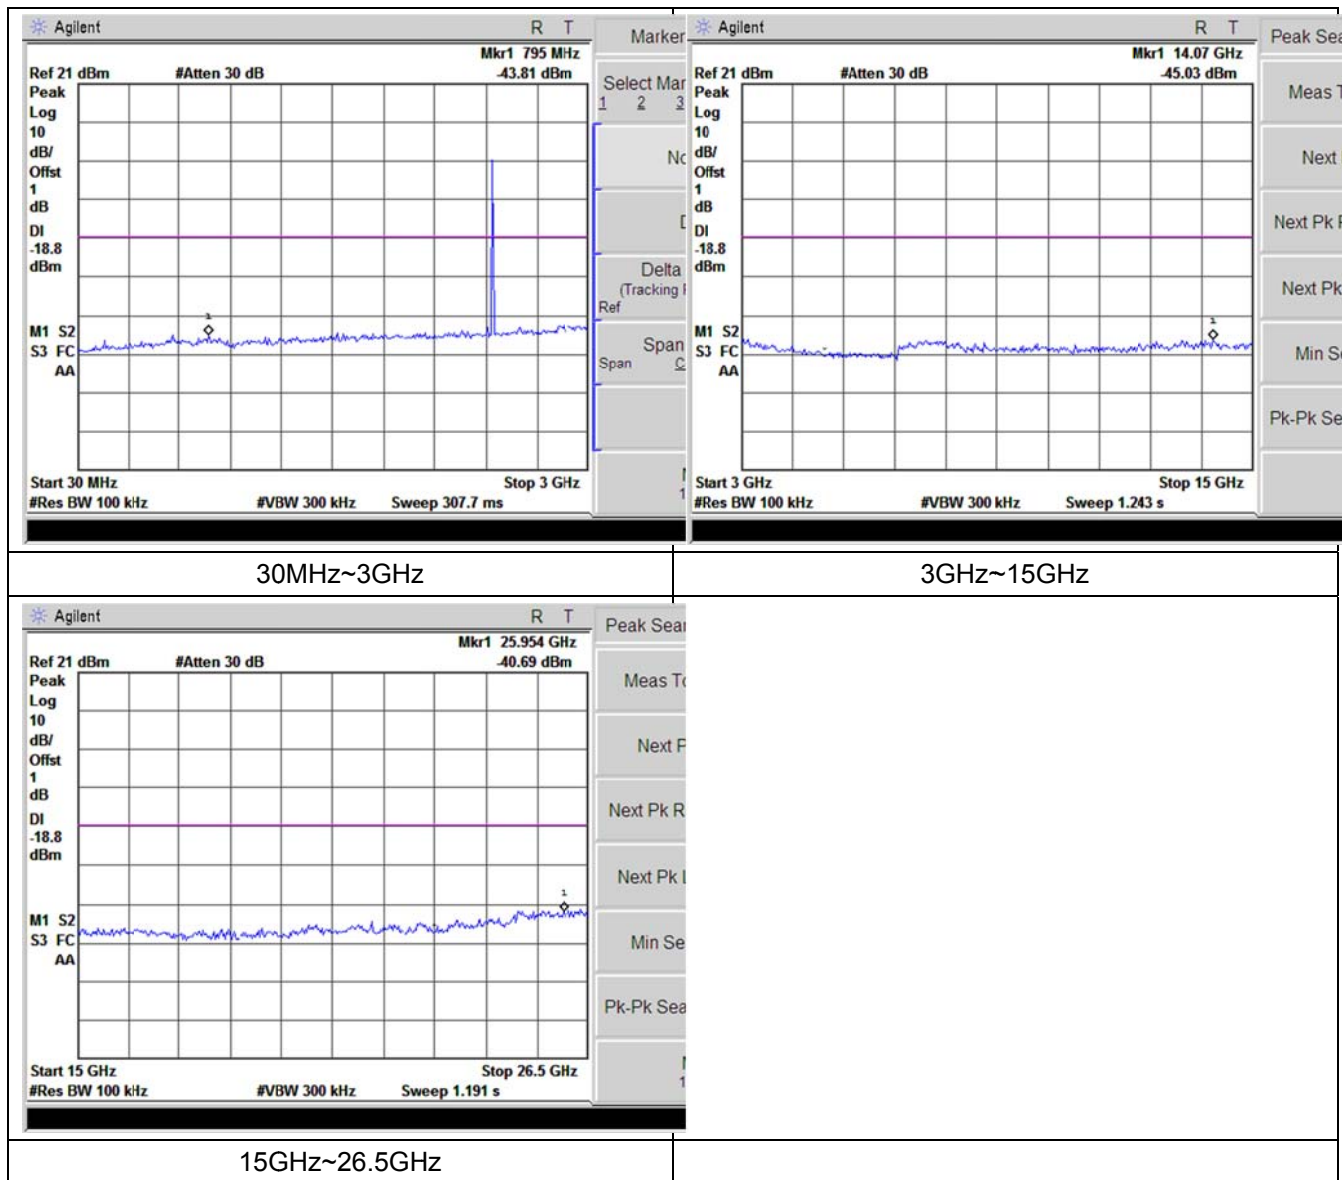 Agilent R T Marker
Mkr1 795 MHz
Ref 21 dBm #Atten 30 dB -43.81 dBm
Peak
Log
10
dB/
Offst
1
dB
DI
-18.8
dBm
M1 S2
S3 FC
AA
1
Start 30 MHz Stop 3 GHz
#Res BW 100 kHz #VBW 300 kHz Sweep 307.7 ms
Select Mar
1 2 3
Delta
(Tracking
Ref
Span
Span C
Agilent R T Peak Sea
Mkr1 14.07 GHz
Ref 21 dBm #Atten 30 dB -45.03 dBm
Peak
Log
10
dB/
Offst
1
dB
DI
-18.8
dBm
M1 S2
S3 FC
AA
1
Start 3 GHz Stop 15 GHz
#Res BW 100 kHz #VBW 300 kHz Sweep 1.243 s
Meas T
Next
Next Pk
Next Pk
Min S
Pk-Pk Se
30MHz~3GHz
3GHz~15GHz
Agilent R T Peak Sear
Mkr1 25.954 GHz
Ref 21 dBm #Atten 30 dB -40.69 dBm
Peak
Log
10
dB/
Offst
1
dB
DI
-18.8
dBm
M1 S2
S3 FC
AA
1
Start 15 GHz Stop 26.5 GHz
#Res BW 100 kHz #VBW 300 kHz Sweep 1.191 s
Meas To
Next P
Next Pk R
Next Pk
Min Se
Pk-Pk Sea
15GHz~26.5GHz